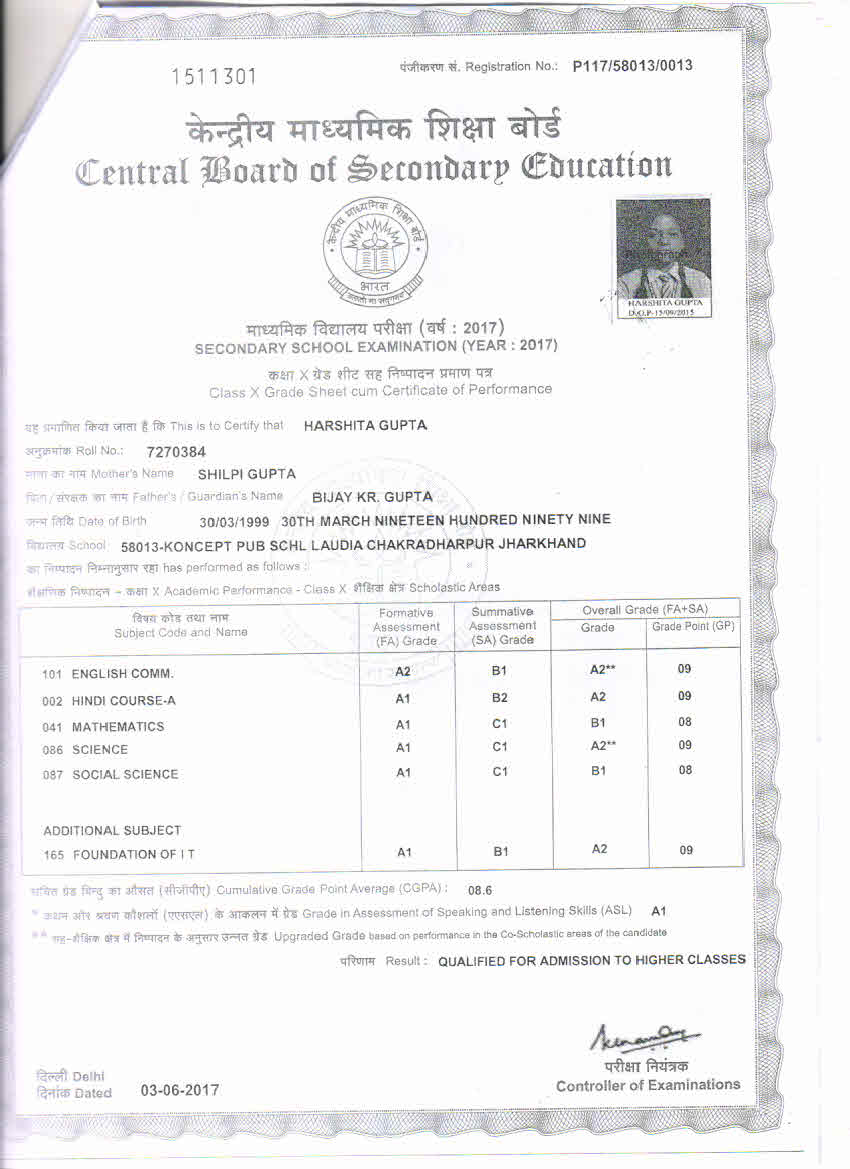 1511301
पंजीकरण सं. Registration No.: P117/58013/0013
केन्द्रीय माध्यमिक शिक्षा बोर्ड
Central Board of Secondary Education
केन्द्रीय माध्यमिक शिक्षा बोर्ड
भारत
HARSHITA GUPTA
D.O.P-15/09/2015
माध्यमिक विद्यालय परीक्षा (वर्ष : 2017)
SECONDARY SCHOOL EXAMINATION (YEAR : 2017)
कक्षा X ग्रेड शीट सह निष्पादन प्रमाण पत्र
Class X Grade Sheet cum Certificate of Performance
यह प्रमाणित किया जाता है कि This is to Certify that HARSHITA GUPTA
अनुक्रमांक Roll No.: 7270384
माता का नाम Mother's Name SHILPI GUPTA
पिता / संरक्षक का नाम Father's / Guardian's Name BIJAY KR. GUPTA
जन्म तिथि Date of Birth 30/03/1999 30TH MARCH NINETEEN HUNDRED NINETY NINE
विद्यालय School 58013-KONCEPT PUB SCHL LAUDIA CHAKRADHARPUR JHARKHAND
का निष्पादन निम्नानुसार रहा has performed as follows :
शैक्षणिक निष्पादन – कक्षा X Academic Performance - Class X शैक्षिक क्षेत्र Scholastic Areas
विषय कोड तथा नाम Subject Code and Name Formative Assessment (FA) Grade Summative Assessment (SA) Grade Overall Grade (FA+SA)
Grade Grade Point (GP)
101 ENGLISH COMM. A2 B1 A2** 09
002 HINDI COURSE-A A1 B2 A2 09
041 MATHEMATICS A1 C1 B1 08
086 SCIENCE A1 C1 A2** 09
087 SOCIAL SCIENCE A1 C1 B1 08
ADDITIONAL SUBJECT
165 FOUNDATION OF I T A1 B1 A2 09
संचित ग्रेड बिन्दु का औसत (सीजीपीए) Cumulative Grade Point Average (CGPA) : 08.6
* कथन और श्रवण कौशलों (एएसएल) के आकलन में ग्रेड Grade in Assessment of Speaking and Listening Skills (ASL) A1
** सह-शैक्षिक क्षेत्र में निष्पादन के अनुसार उन्नत ग्रेड Upgraded Grade based on performance in the Co-Scholastic areas of the candidate
परिणाम Result : QUALIFIED FOR ADMISSION TO HIGHER CLASSES
दिल्ली Delhi
दिनांक Dated 03-06-2017
परीक्षा नियंत्रक
Controller of Examinations